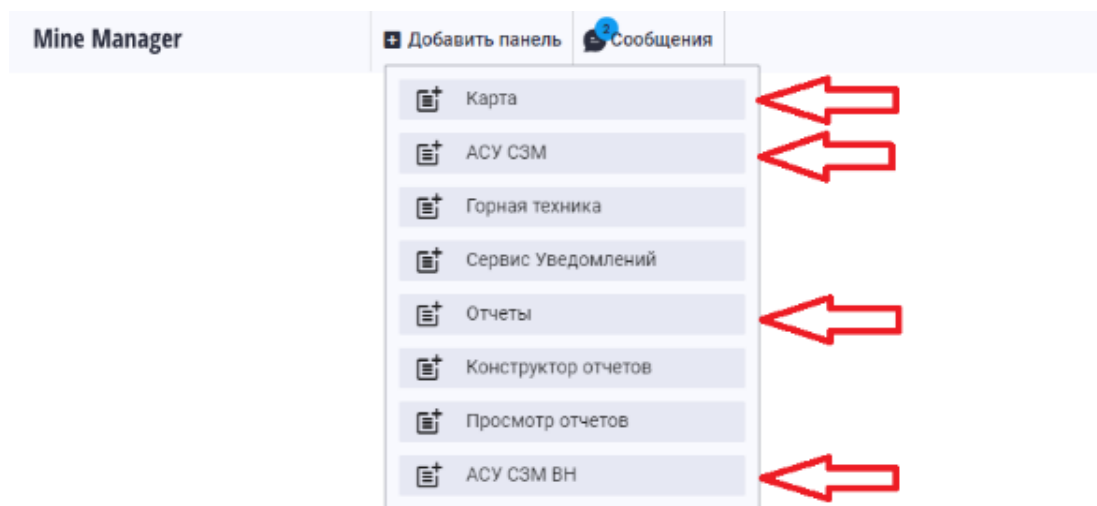 Mine Manager
Добавить панель
2
Сообщения
Карта
АСУ СЗМ
Горная техника
Сервис Уведомлений
Отчеты
Конструктор отчетов
Просмотр отчетов
АСУ СЗМ ВН